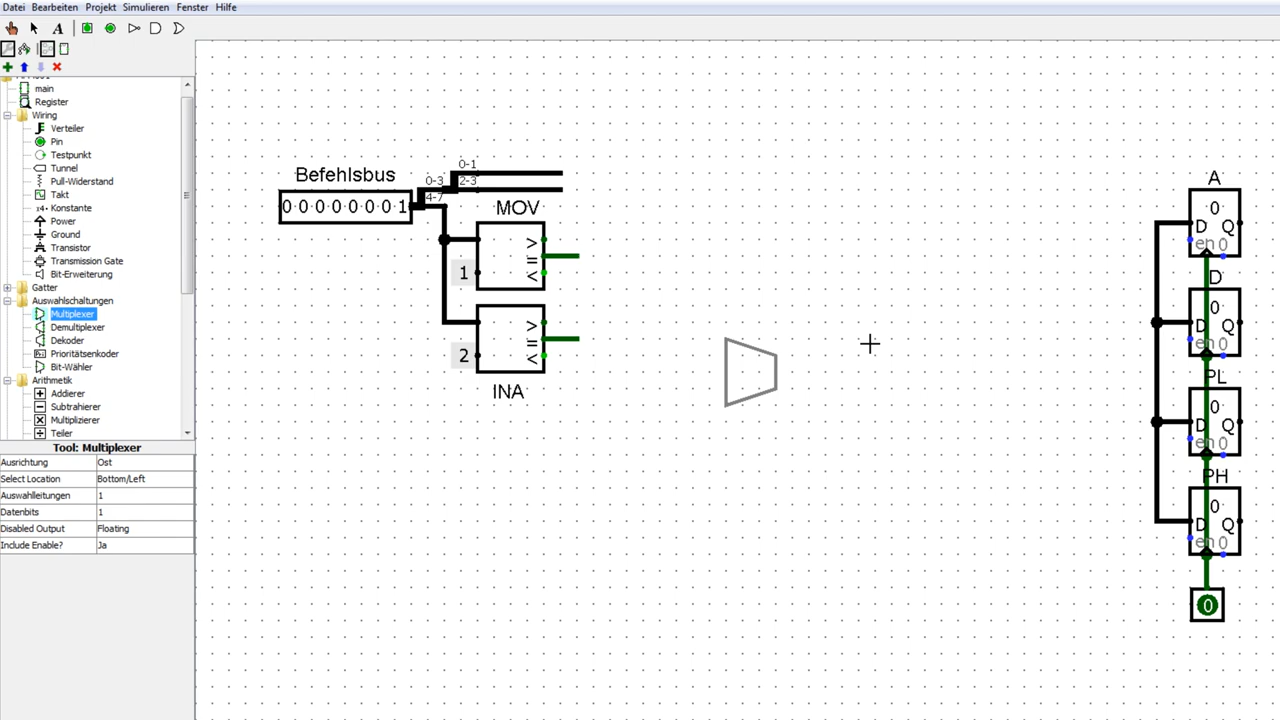 Datei Bearbeiten Projekt Simulieren Fenster Hilfe
A
main
Register
Wiring
Verteiler
Pin
Testpunkt
Tunnel
Pull-Widerstand
Takt
x4- Konstante
Power
Ground
Transistor
Transmission Gate
Bit-Erweiterung
Gatter
Auswahlschaltungen
Multiplexer
Demultiplexer
Dekoder
Prioritätsenkoder
Bit-Wähler
Arithmetik
Addierer
Subtrahierer
Multiplizierer
Teiler
Tool: Multiplexer
Ausrichtung Ost
Select Location Bottom/Left
Auswahlleitungen 1
Datenbits 1
Disabled Output Floating
Include Enable? Ja
Befehlsbus
0 0 0 0 0 0 0 1
0-3
4-7
0-1
2-3
MOV
1
> = <
2
> = <
INA
A
0
D Q
en 0
D
0
D Q
en 0
PL
0
D Q
en 0
PH
0
D Q
en 0
0